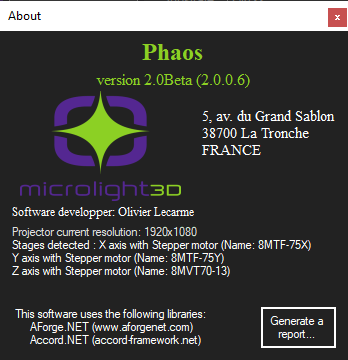 About
x
Phaos
version 2.0Beta (2.0.0.6)
5, av. du Grand Sablon
38700 La Tronche
FRANCE
microlight3D
Software developper: Olivier Lecarme
Projector current resolution: 1920x1080
Stages detected : X axis with Stepper motor (Name: 8MTF-75X)
Y axis with Stepper motor (Name: 8MTF-75Y)
Z axis with Stepper motor (Name: 8MVT70-13)
This software uses the following libraries:
AForge.NET (www.aforgenet.com)
Accord.NET (accord-framework.net)
Generate a
report...